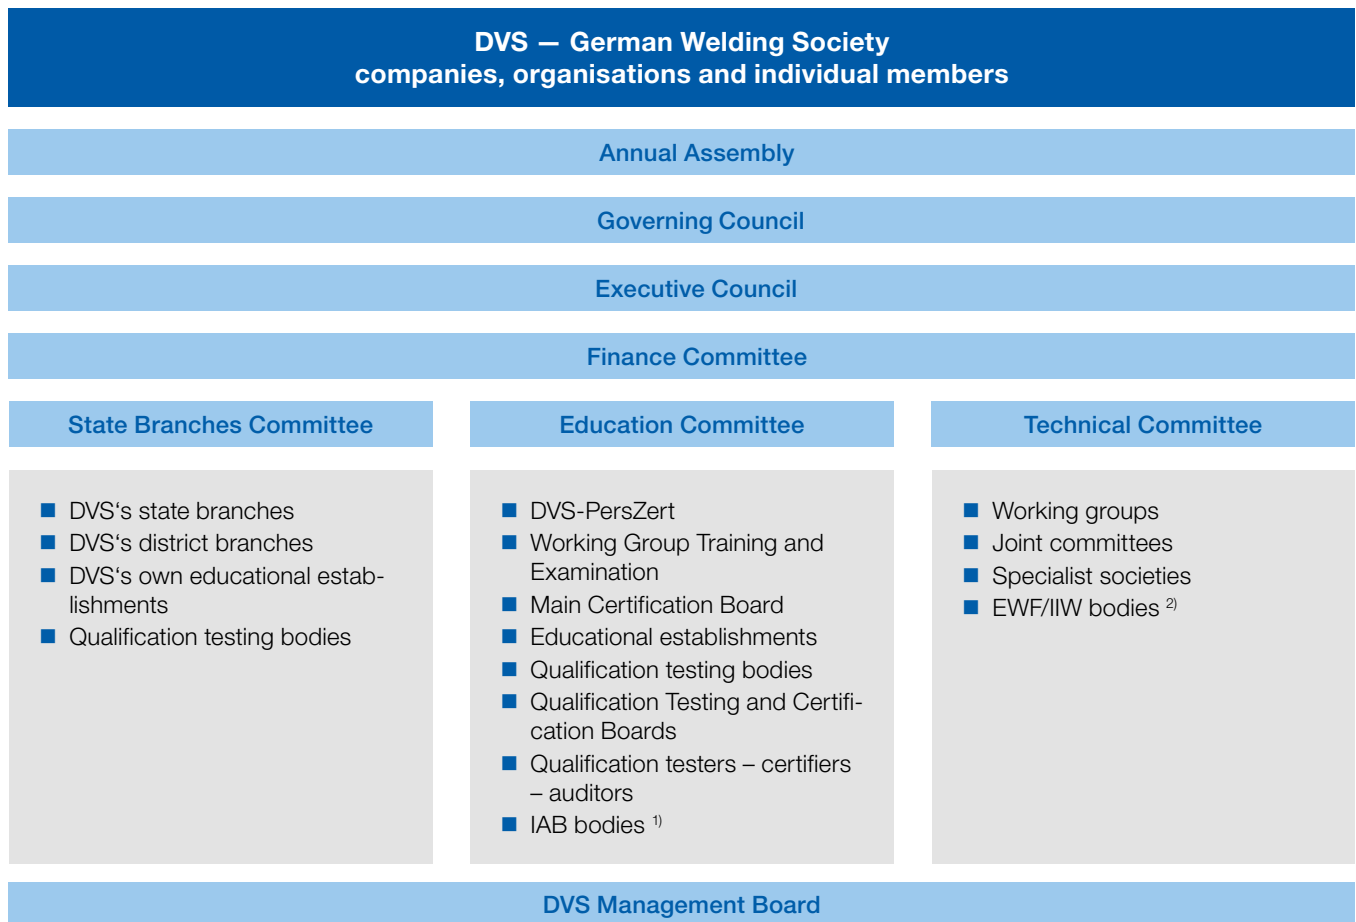 DVS — German Welding Society
companies, organisations and individual members
Annual Assembly
Governing Council
Executive Council
Finance Committee
State Branches Committee
■ DVS‘s state branches
■ DVS‘s district branches
■ DVS‘s own educational estab-
lishments
■ Qualification testing bodies
Education Committee
■ DVS-PersZert
■ Working Group Training and
Examination
■ Main Certification Board
■ Educational establishments
■ Qualification testing bodies
■ Qualification Testing and Certifi-
cation Boards
■ Qualification testers – certifiers
– auditors
■ IAB bodies 1)
Technical Committee
■ Working groups
■ Joint committees
■ Specialist societies
■ EWF/IIW bodies 2)
DVS Management Board